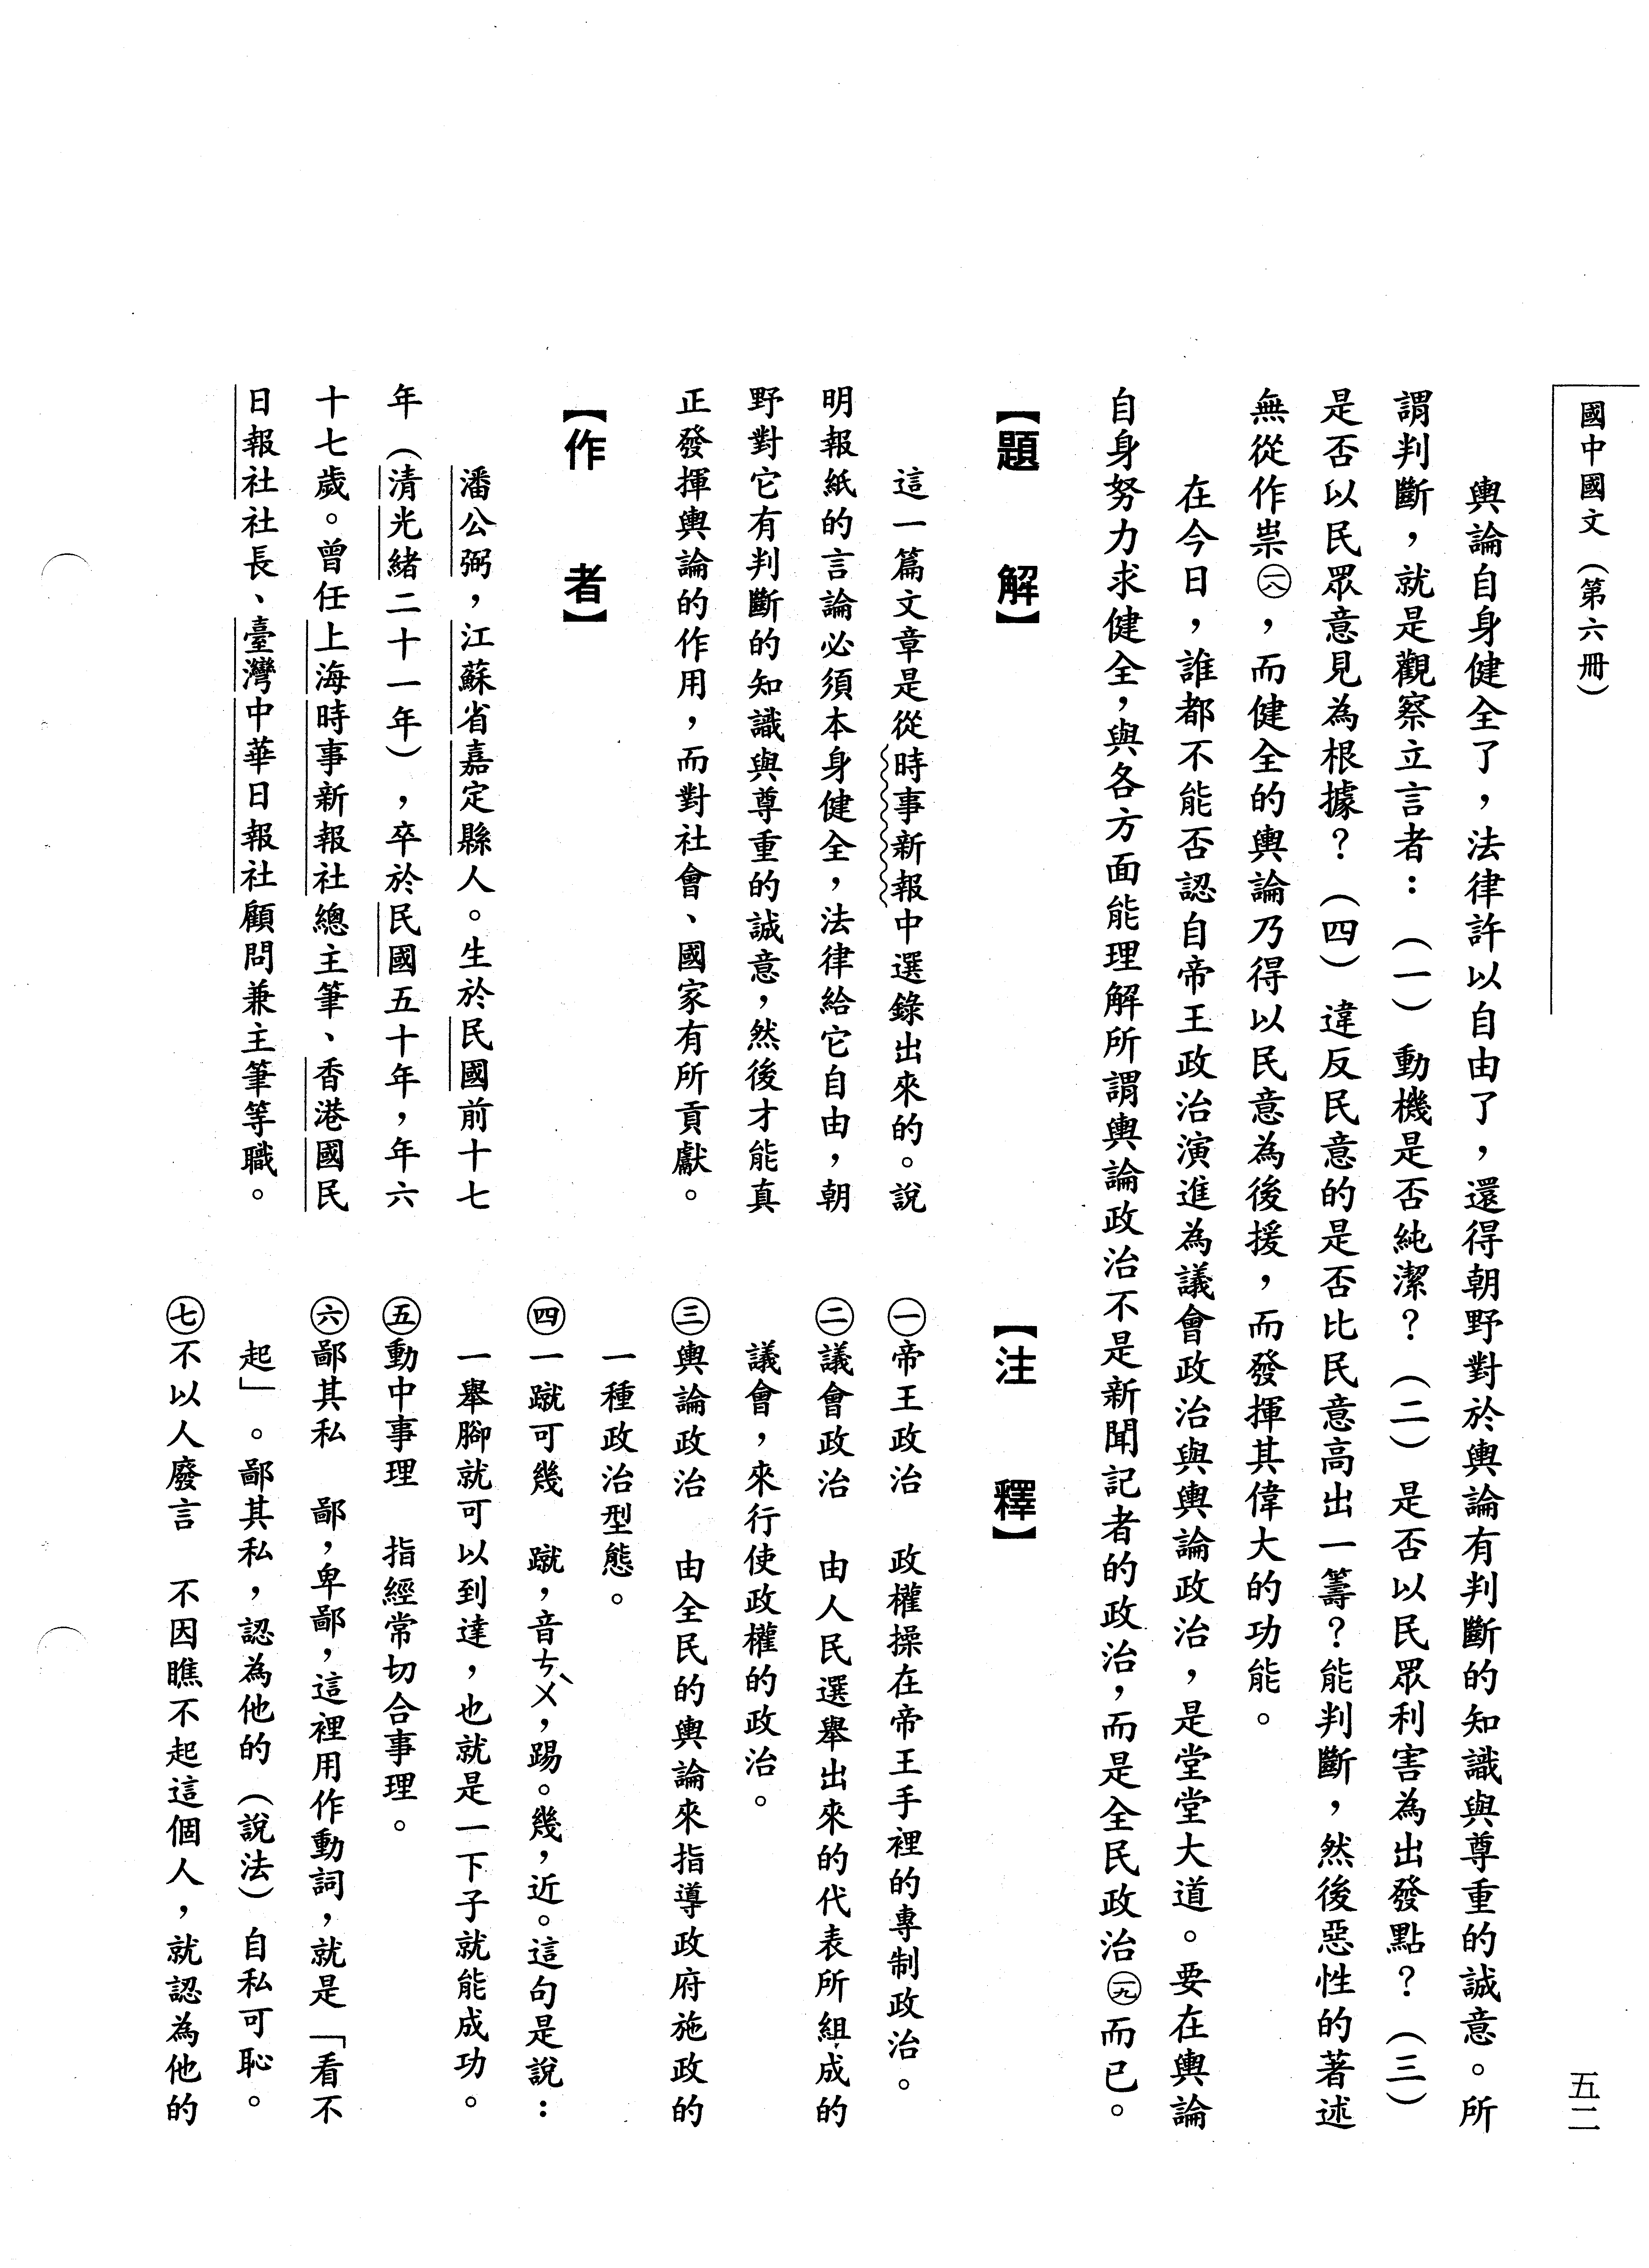 國中國文（第六冊）
五二
輿論自身健全了，法律許以自由了，還得朝野對於輿論有判斷的知識與尊重的誠意。所
謂判斷，就是觀察立言者：（一）動機是否純潔？（二）是否以民眾利害為出發點？（三）
是否以民眾意見為根據？（四）違反民意的是否比民意高出一籌？能判斷，然後惡性的著述
無從作祟㊀八，而健全的輿論乃得以民意為後援，而發揮其偉大的功能。
在今日，誰都不能否認自帝王政治演進為議會政治與輿論政治，是堂堂大道。要在輿論
自身努力求健全，與各方面能理解所謂輿論政治不是新聞記者的政治，而是全民政治㊀九而已。
【題　解】
這一篇文章是從時事新報中選錄出來的。說
明報紙的言論必須本身健全，法律給它自由，朝
野對它有判斷的知識與尊重的誠意，然後才能真
正發揮輿論的作用，而對社會、國家有所貢獻。
【作　者】
潘公弼，江蘇省嘉定縣人。生於民國前十七
年（清光緒二十一年），卒於民國五十年，年六
十七歲。曾任上海時事新報社總主筆、香港國民
日報社社長、臺灣中華日報社顧問兼主筆等職。
【注　釋】
㊀帝王政治　政權操在帝王手裡的專制政治。
㊁議會政治　由人民選舉出來的代表所組成的
議會，來行使政權的政治。
㊂輿論政治　由全民的輿論來指導政府施政的
一種政治型態。
㊃一蹴可幾　蹴，音ㄘㄨˋ，踢。幾，近。這句是說：
一舉腳就可以到達，也就是一下子就能成功。
㊄動中事理　指經常切合事理。
㊅鄙其私　鄙，卑鄙，這裡用作動詞，就是「看不
起」。鄙其私，認為他的（說法）自私可恥。
㊆不以人廢言　不因瞧不起這個人，就認為他的